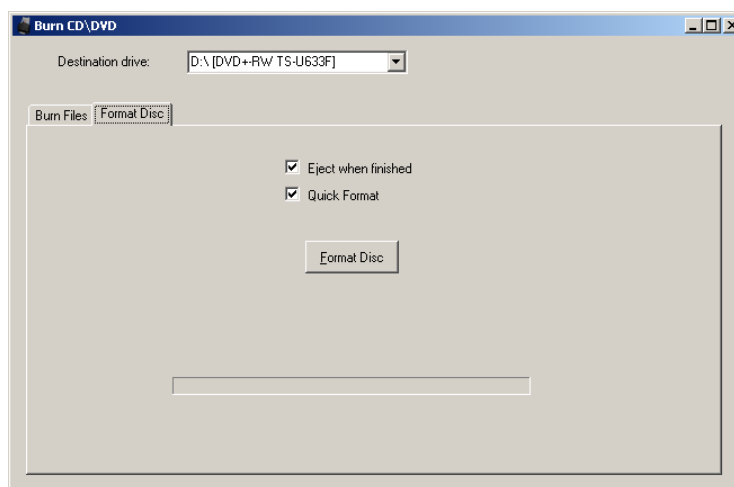 Burn CD\DVD
Destination drive:
D:\ [DVD+-RW TS-U633F]
Burn Files
Format Disc
Eject when finished
Quick Format
Format Disc